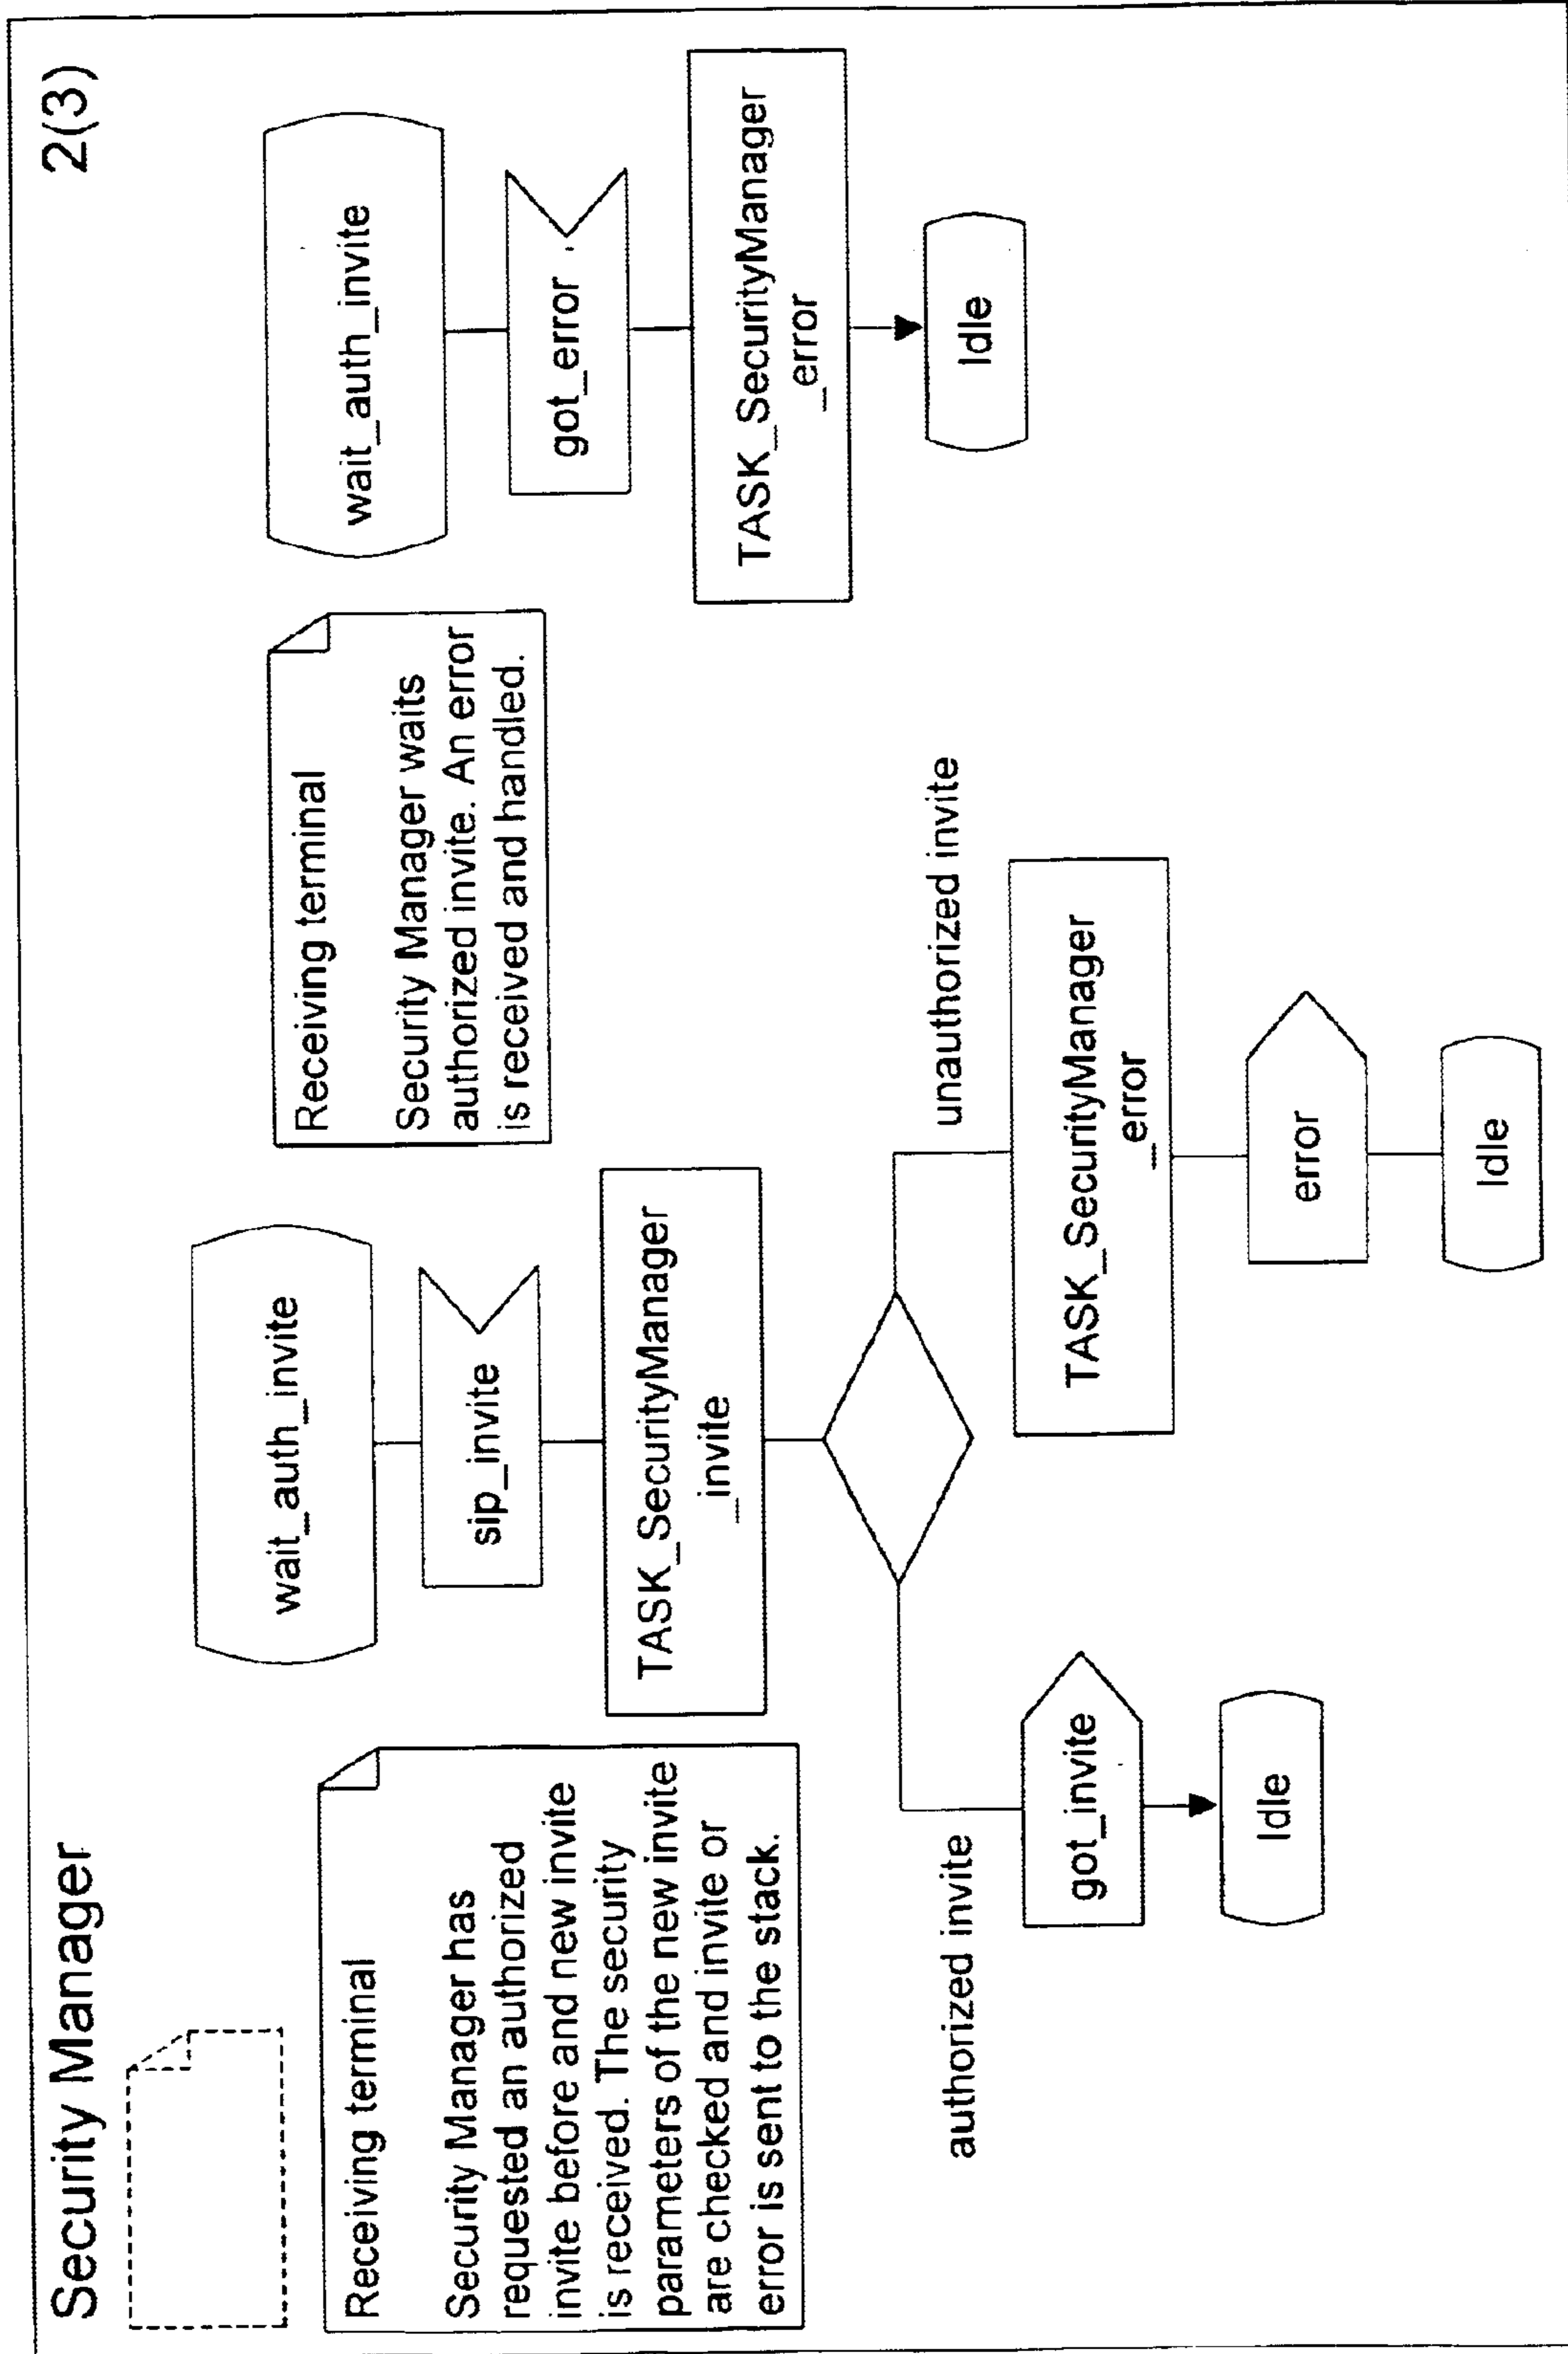 Security Manager
2(3)
Receiving terminal
Security Manager has
requested an authorized
invite before and new invite
is received. The security
parameters of the new invite
are checked and invite or
error is sent to the stack.
wait_auth_invite
sip_invite
TASK_SecurityManager
_invite
authorized invite
got_invite
Idle
unauthorized invite
TASK_SecurityManager
_error
error
Idle
Receiving terminal
Security Manager waits
authorized invite. An error
is received and handled.
wait_auth_invite
got_error
TASK_SecurityManager
_error
Idle